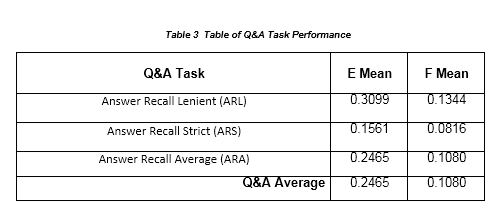 Table 3 Table of Q&A Task Performance
Q&A Task E Mean F Mean
Answer Recall Lenient (ARL) 0.3099 0.1344
Answer Recall Strict (ARS) 0.1561 0.0816
Answer Recall Average (ARA) 0.2465 0.1080
Q&A Average 0.2465 0.1080